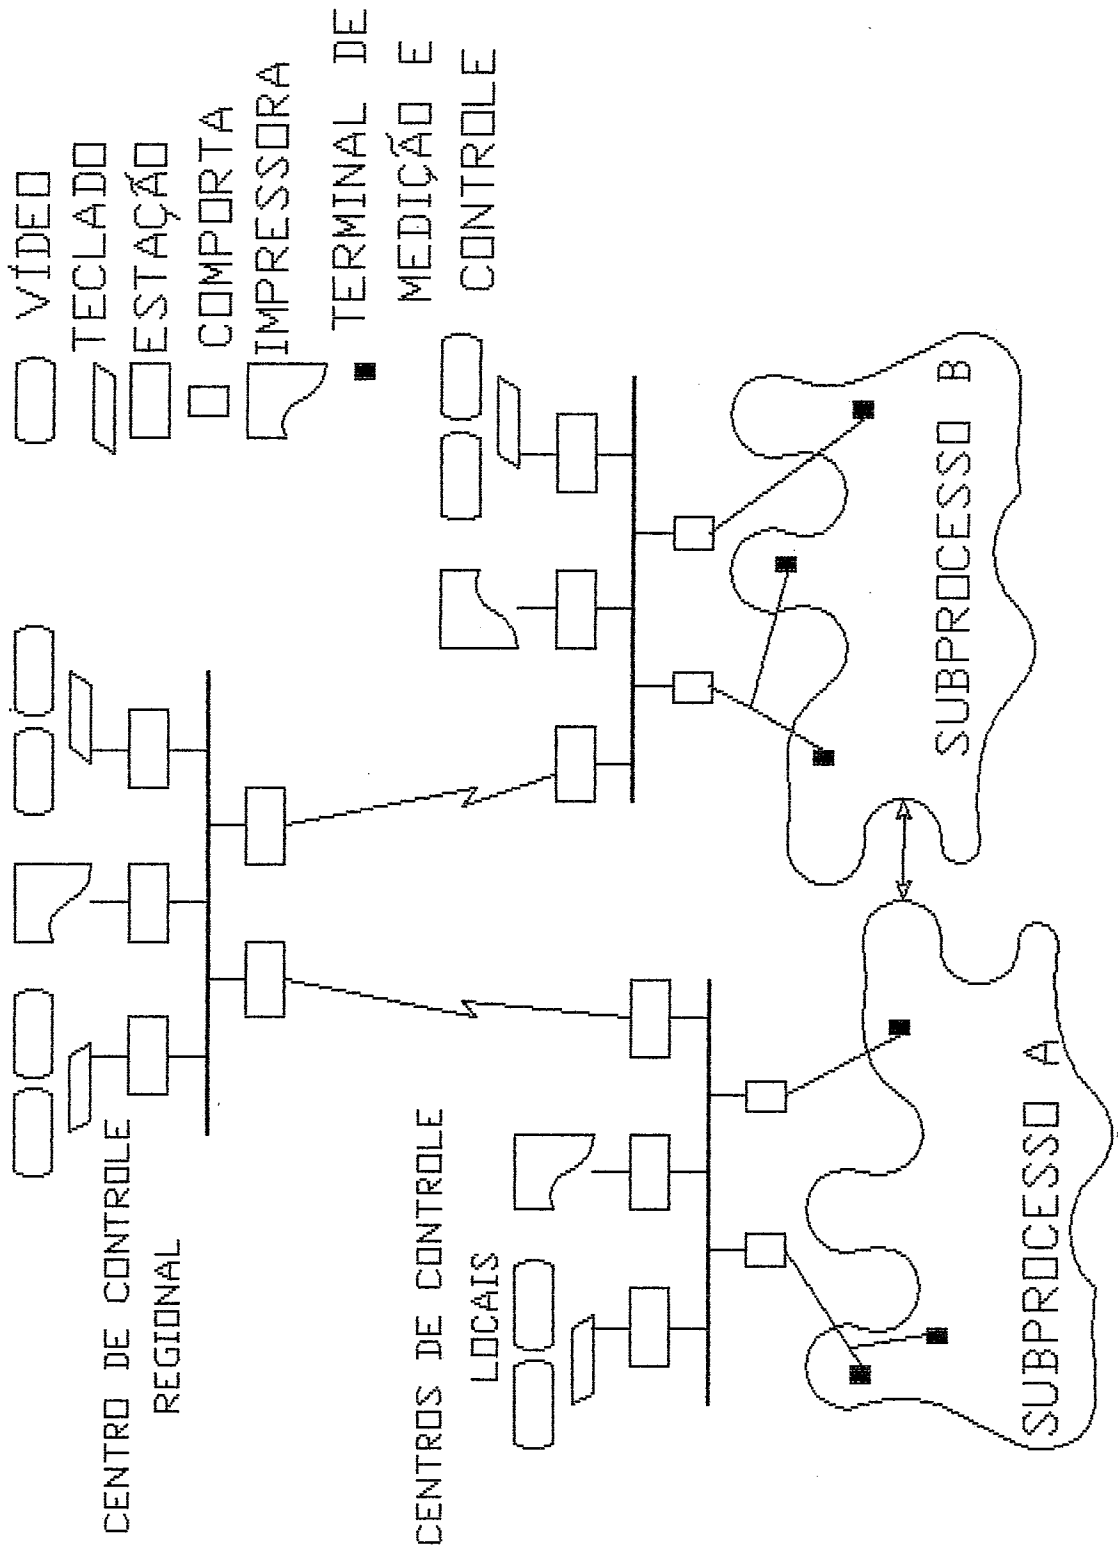 CENTRO DE CONTROLE
REGIONAL
CENTROS DE CONTROLE
LOCAIS
VÍDEO
TECLADO
ESTAÇÃO
COMPORTA
IMPRESSORA
TERMINAL DE
MEDIÇÃO E
CONTROLE
SUBPROCESSO A
SUBPROCESSO B